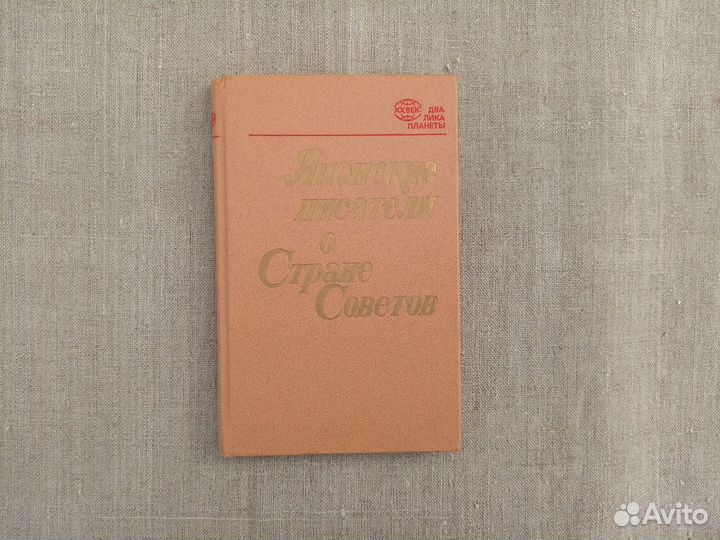 XX ВЕК
ДВА
ЛИКА
ПЛАНЕТЫ
Японские
писатели
о
Стране
Советов
Avito